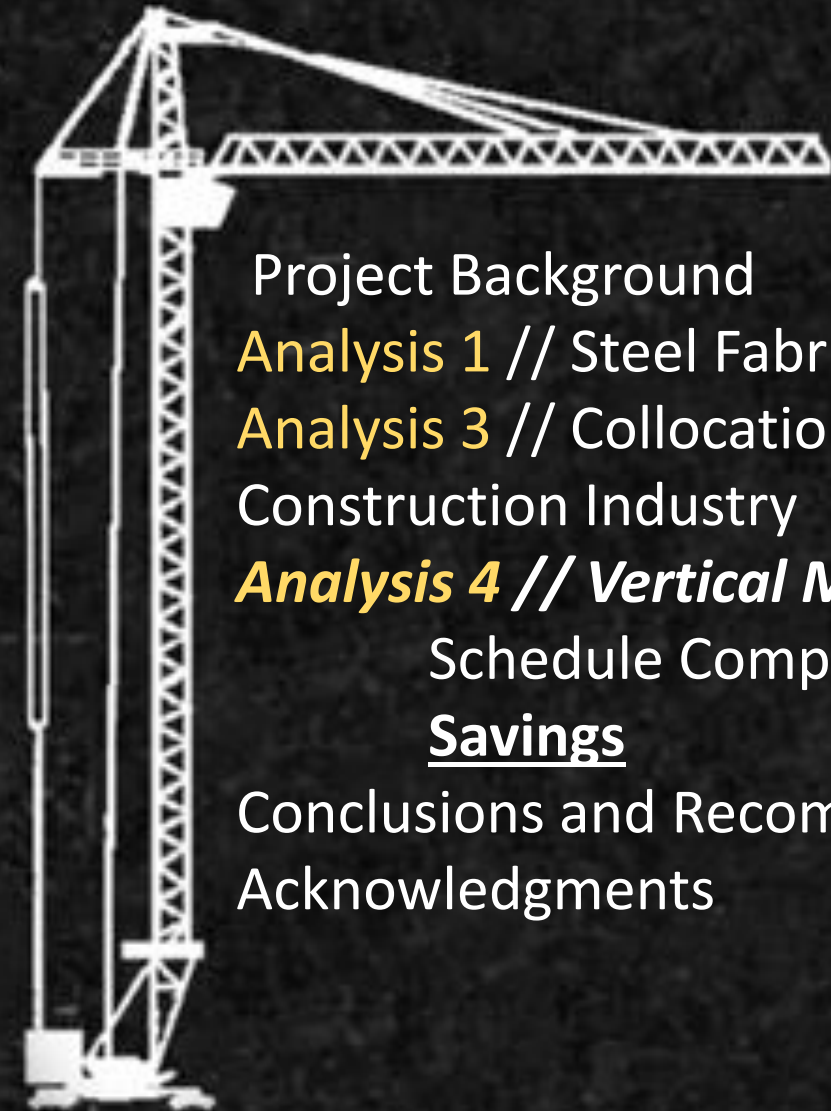 Project Background
Analysis 1 // Steel Fabr
Analysis 3 // Collocatio
Construction Industry
Analysis 4 // Vertical M
Schedule Comp
Savings
Conclusions and Recom
Acknowledgments